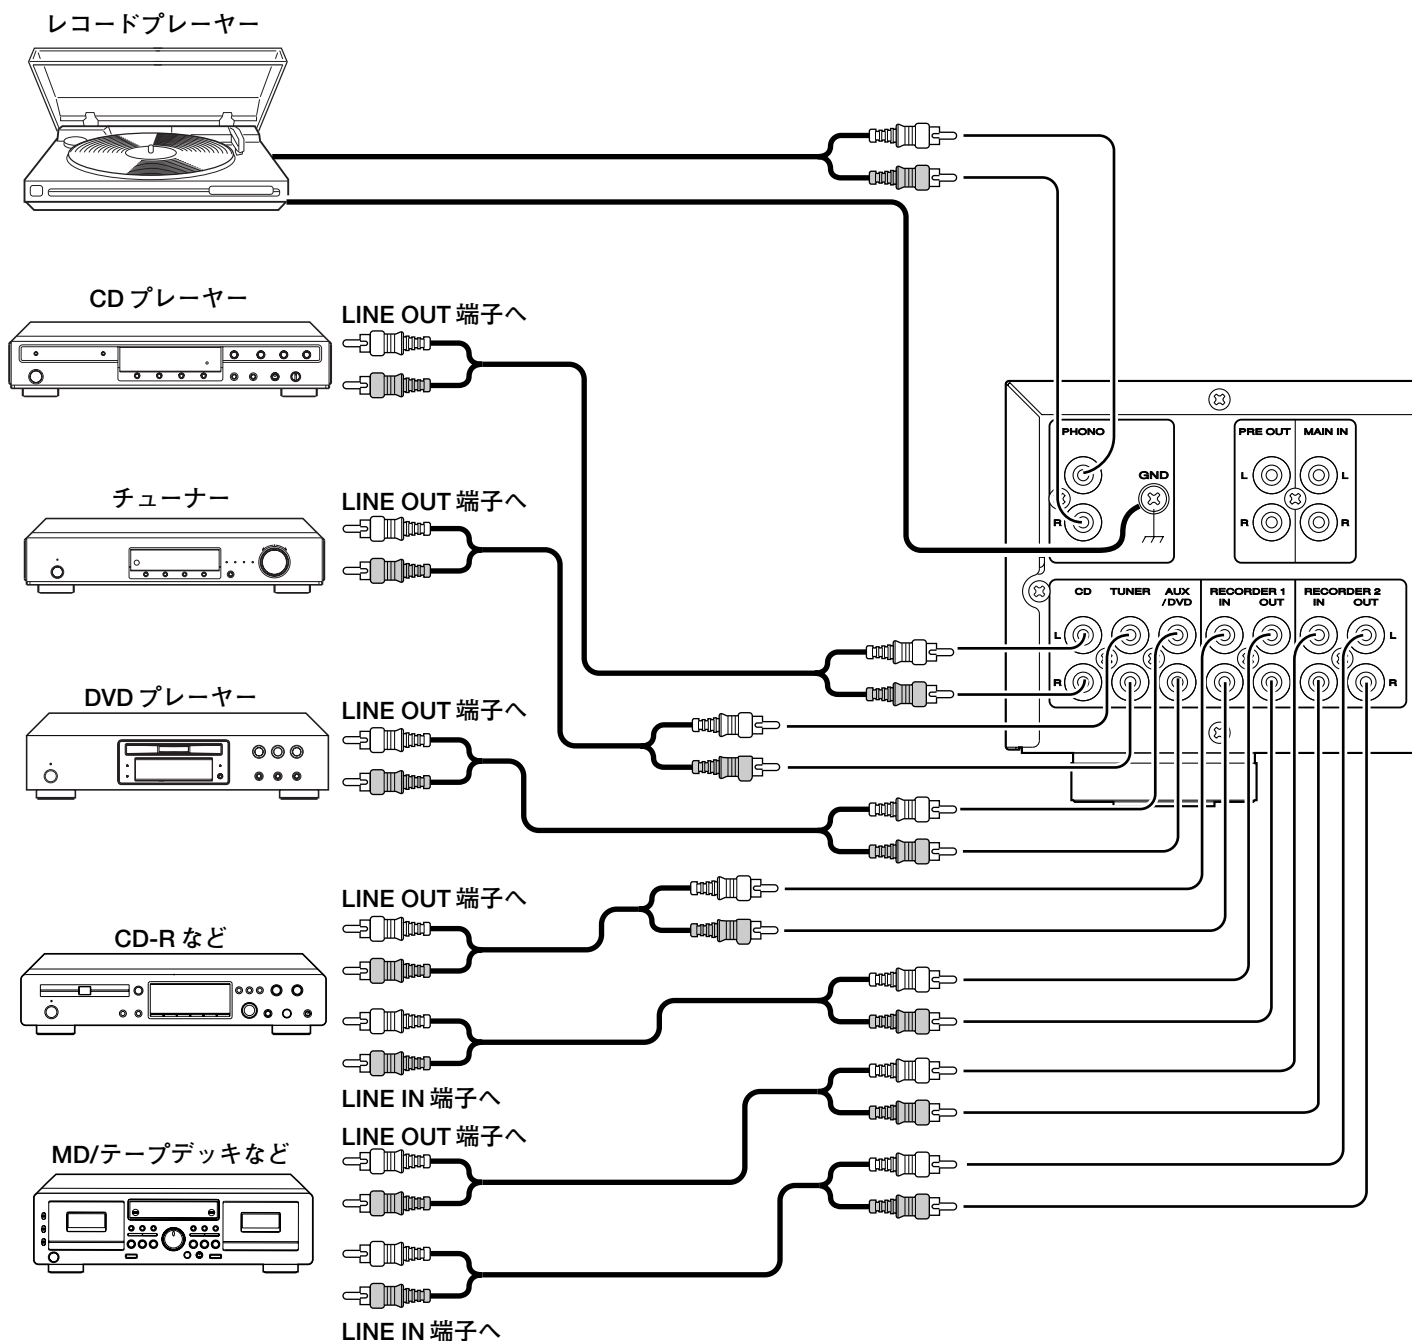 レコードプレーヤー
CD プレーヤー
LINE OUT 端子へ
チューナー
LINE OUT 端子へ
DVD プレーヤー
LINE OUT 端子へ
CD-R など
LINE OUT 端子へ
LINE IN 端子へ
MD/テープデッキなど
LINE OUT 端子へ
LINE IN 端子へ
PHONO
GND
R
PRE OUT
MAIN IN
L
L
R
R
CD
TUNER
AUX
/DVD
RECORDER 1
IN
OUT
RECORDER 2
IN
OUT
L
L
R
R